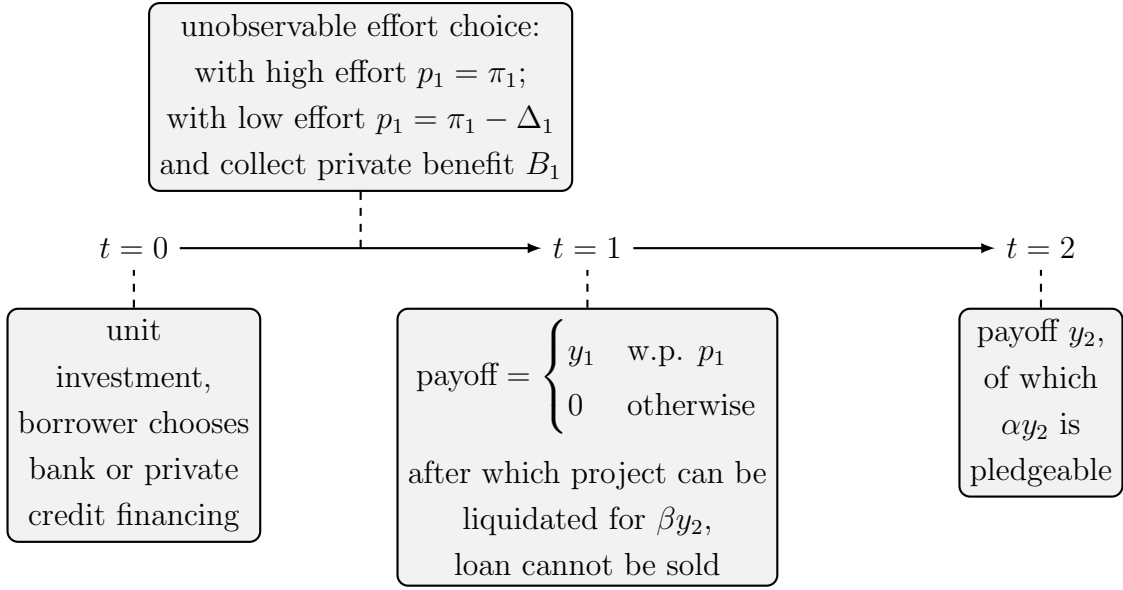 unobservable effort choice:
with high effort p₁ = π₁;
with low effort p₁ = π₁ − Δ₁
and collect private benefit B₁
t = 0
t = 1
t = 2
unit
investment,
borrower chooses
bank or private
credit financing
payoff = { y₁ w.p. p₁
0 otherwise
after which project can be
liquidated for βy₂,
loan cannot be sold
payoff y₂,
of which
αy₂ is
pledgeable